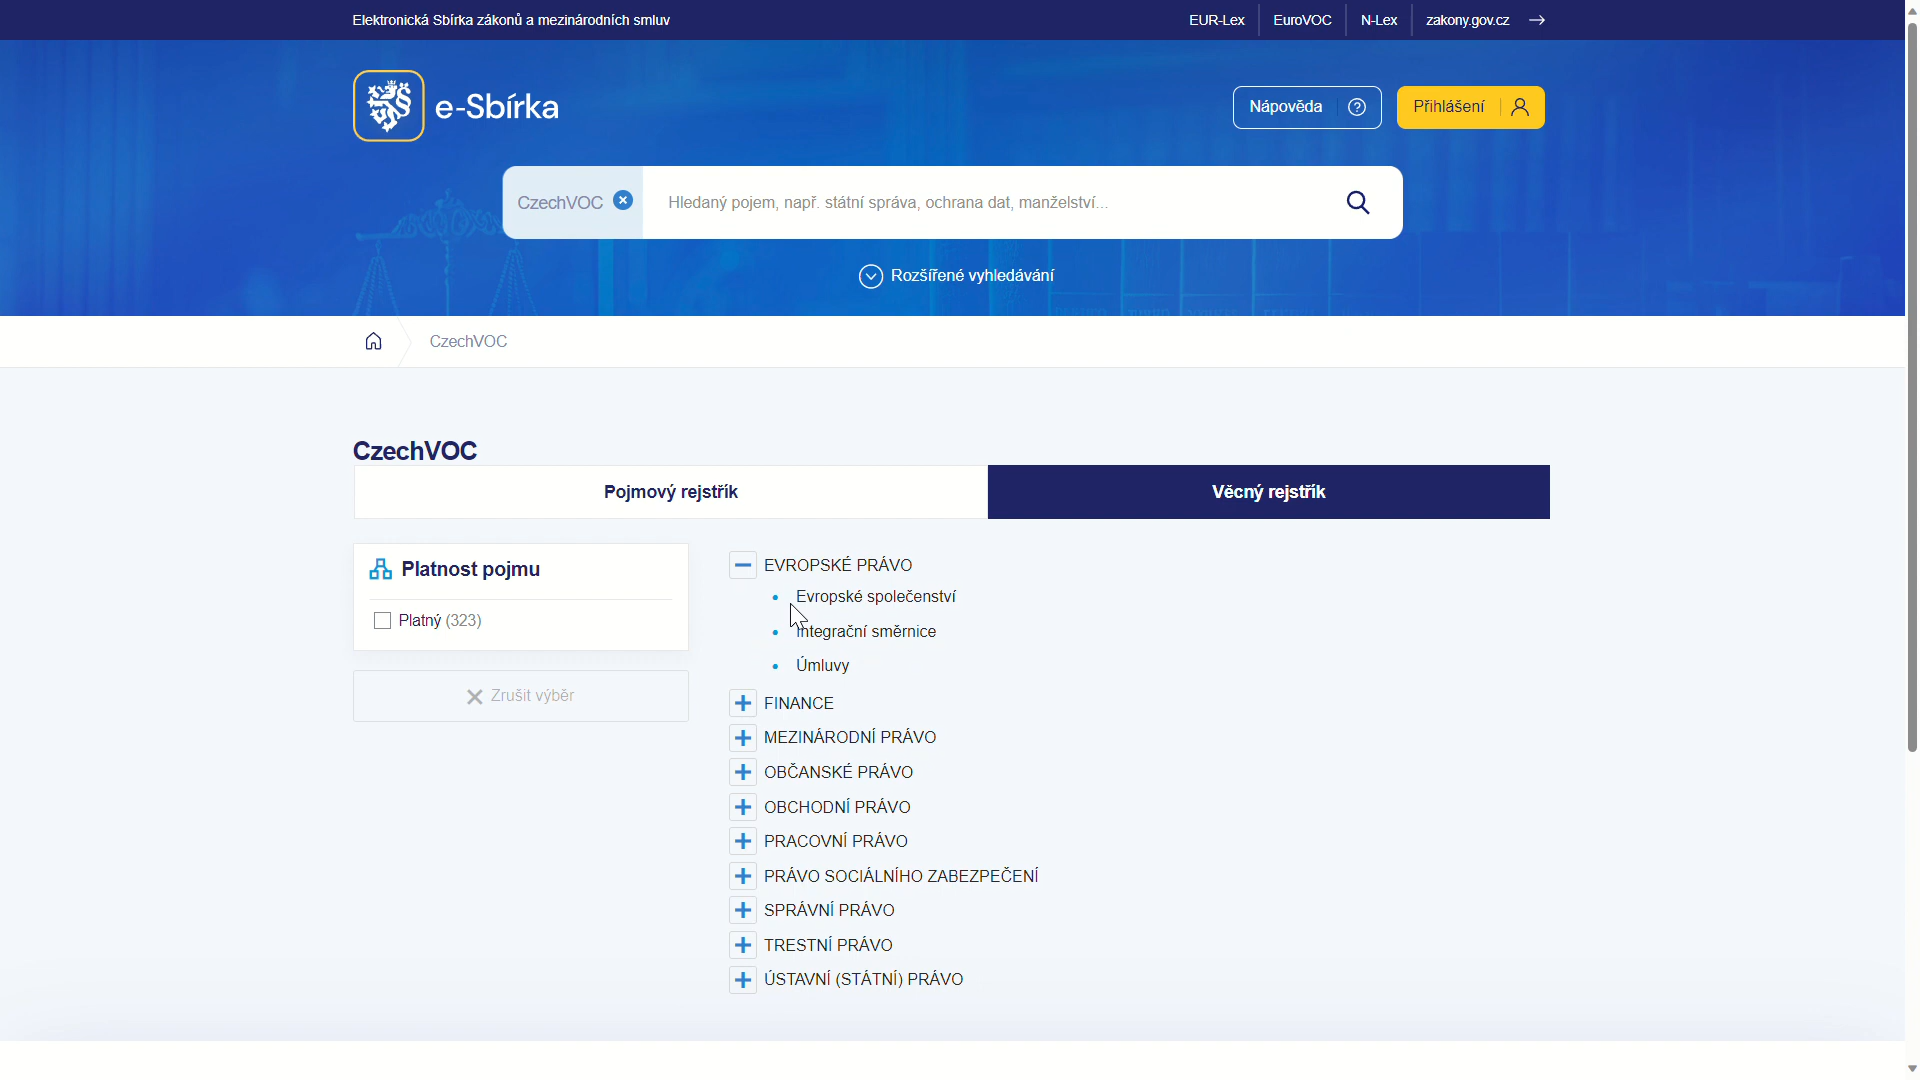 Elektronická Sbírka zákonů a mezinárodních smluv
EUR-Lex
EuroVOC
N-Lex
zakony.gov.cz
e-Sbírka
Nápověda
Přihlášení
CzechVOC
Hledaný pojem, např. státní správa, ochrana dat, manželství...
Rozšířené vyhledávání
CzechVOC
CzechVOC
Pojmový rejstřík
Věcný rejstřík
Platnost pojmu
Platný (323)
Zrušit výběr
EVROPSKÉ PRÁVO
Evropské společenství
Integrační směrnice
Úmluvy
FINANCE
MEZINÁRODNÍ PRÁVO
OBČANSKÉ PRÁVO
OBCHODNÍ PRÁVO
PRACOVNÍ PRÁVO
PRÁVO SOCIÁLNÍHO ZABEZPEČENÍ
SPRÁVNÍ PRÁVO
TRESTNÍ PRÁVO
ÚSTAVNÍ (STÁTNÍ) PRÁVO